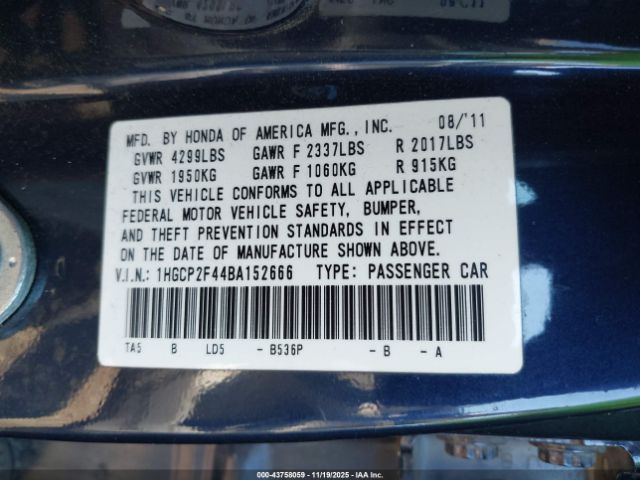 MFD. BY HONDA OF AMERICA MFG., INC. 08/'11
GVWR 4299LBS GAWR F 2337LBS R 2017LBS
GVWR 1950KG GAWR F 1060KG R 915KG
THIS VEHICLE CONFORMS TO ALL APPLICABLE
FEDERAL MOTOR VEHICLE SAFETY, BUMPER,
AND THEFT PREVENTION STANDARDS IN EFFECT
ON THE DATE OF MANUFACTURE SHOWN ABOVE.
V.I.N.: 1HGCP2F44BA152666 TYPE: PASSENGER CAR
TA5 B LD5 - B536P - B - A
000-43758059 - 11/19/2025 - IAA Inc.